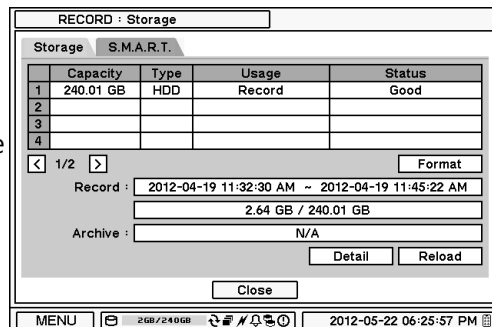 RECORD : Storage
Storage S.M.A.R.T.
Capacity Type Usage Status
1 240.01 GB HDD Record Good
2
3
4
< 1/2 > Format
Record : 2012-04-19 11:32:30 AM ~ 2012-04-19 11:45:22 AM
2.64 GB / 240.01 GB
Archive : N/A
Detail Reload
Close
MENU 2GB/240GB 2012-05-22 06:25:57 PM
e